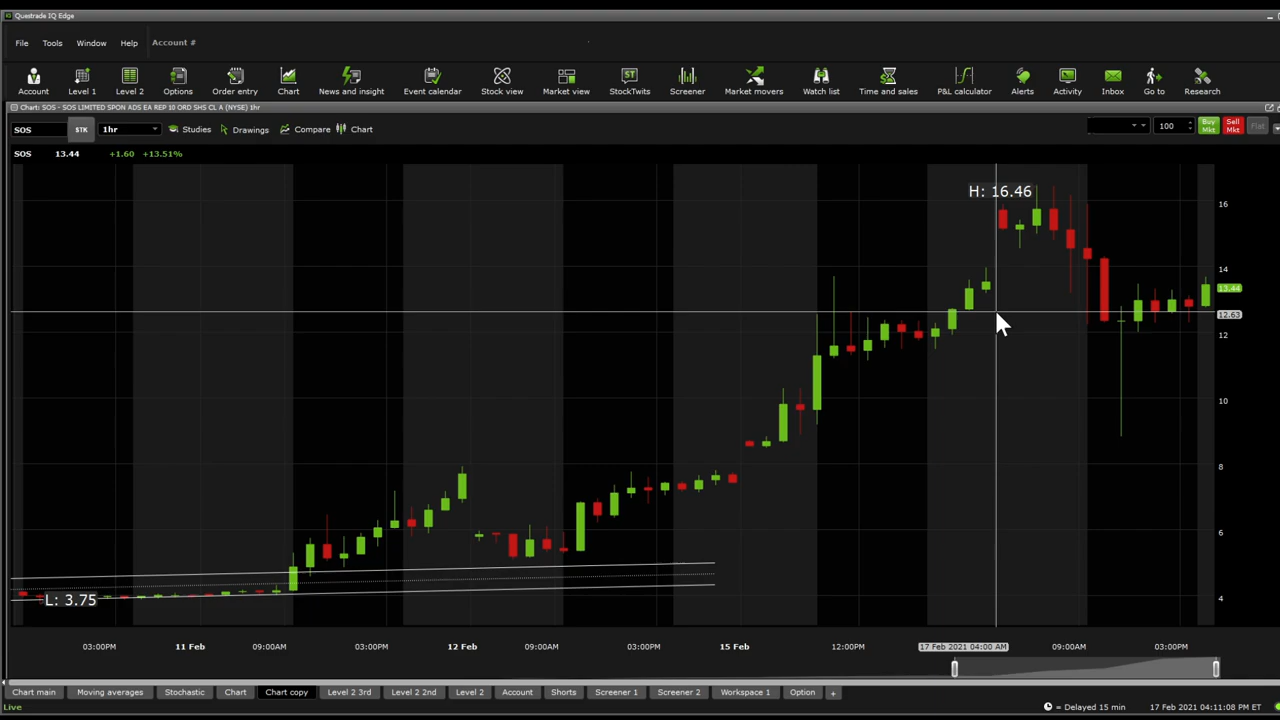 Questrade IQ Edge
File Tools Window Help Account #
Account Level 1 Level 2 Options Order entry Chart News and insight Event calendar Stock view Market view StockTwits Screener Market movers Watch list Time and sales P&L calculator Alerts Activity Inbox Go to Research
Chart: SOS - SOS LIMITED SPON ADS EA REP 10 ORD SHS CL A (NYSE) 1hr
SOS STK 1hr Studies Drawings Compare Chart 100 Buy Mkt Sell Mkt Flat
SOS 13.44 +1.60 +13.51%
H: 16.46
16
14
13.44
12.63
12
10
8
6
4
L: 3.75
03:00PM 11 Feb 09:00AM 03:00PM 12 Feb 09:00AM 03:00PM 15 Feb 12:00PM 17 Feb 2021 04:00 AM 09:00AM 03:00PM
Chart main Moving averages Stochastic Chart Chart copy Level 2 3rd Level 2 2nd Level 2 Account Shorts Screener 1 Screener 2 Workspace 1 Option +
Live = Delayed 15 min 17 Feb 2021 04:11:08 PM ET